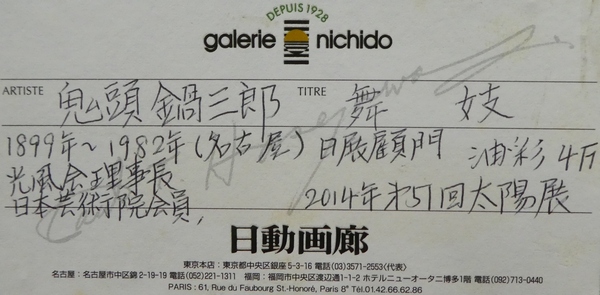 DEPUIS 1928
galerie nichido
ARTISTE 鬼頭 鍋三郎 TITRE 舞 妓
1899年～1982年(名古屋)日展顧問 油彩 4万
光風会理事長
日本芸術院会員, 2014年 第51回太陽展
日動画廊
東京本店：東京都中央区銀座5-3-16 電話(03)3571-2553(代表)
名古屋：名古屋市中区錦2-19-19 電話(052)221-1311 福岡：福岡市中央区渡辺通1-1-2 ホテルニューオータニ博多1階 電話(092)713-0440
PARIS : 61, Rue du Faubourg St.-Honoré, Paris 8e Tél.01.42.66.62.86